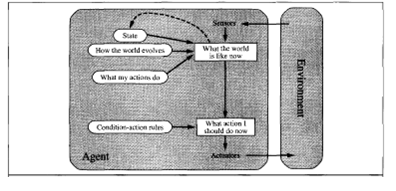 Sensors
State
How the world evolves
What the world
is like now
What my actions do
Environment
Condition-action rules
What action I
should do now
Agent
Actuators